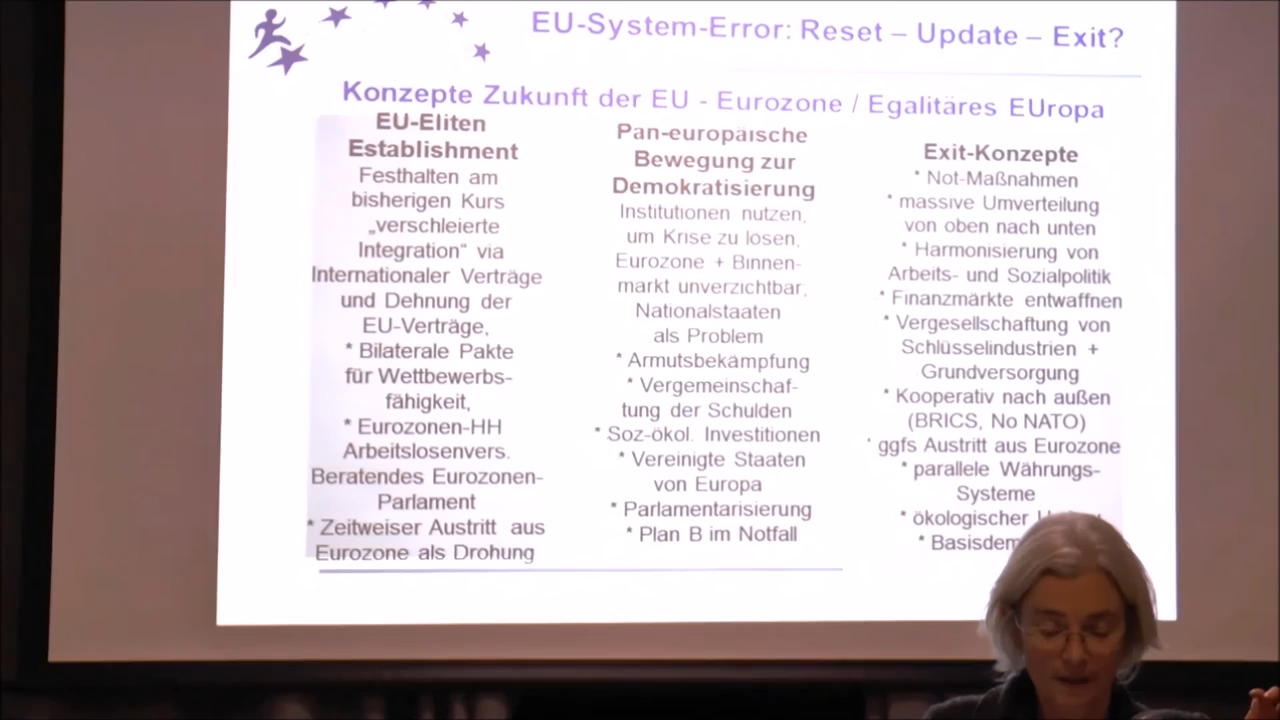 EU-System-Error: Reset – Update – Exit?
Konzepte Zukunft der EU - Eurozone / Egalitäres EUropa
EU-Eliten
Establishment
Festhalten am
bisherigen Kurs
„verschleierte
Integration“ via
Internationaler Verträge
und Dehnung der
EU-Verträge,
* Bilaterale Pakte
für Wettbewerbs-
fähigkeit,
* Eurozonen-HH
Arbeitslosenvers.
Beratendes Eurozonen-
Parlament
* Zeitweiser Austritt aus
Eurozone als Drohung
Pan-europäische
Bewegung zur
Demokratisierung
Institutionen nutzen,
um Krise zu lösen,
Eurozone + Binnen-
markt unverzichtbar,
Nationalstaaten
als Problem
* Armutsbekämpfung
* Vergemeinschaf-
tung der Schulden
* Soz-ökol. Investitionen
* Vereinigte Staaten
von Europa
* Parlamentarisierung
* Plan B im Notfall
Exit-Konzepte
* Not-Maßnahmen
* massive Umverteilung
von oben nach unten
* Harmonisierung von
Arbeits- und Sozialpolitik
* Finanzmärkte entwaffnen
* Vergesellschaftung von
Schlüsselindustrien +
Grundversorgung
* Kooperativ nach außen
(BRICS, No NATO)
* ggfs Austritt aus Eurozone
* parallele Währungs-
Systeme
* ökologischer
* Basisdem